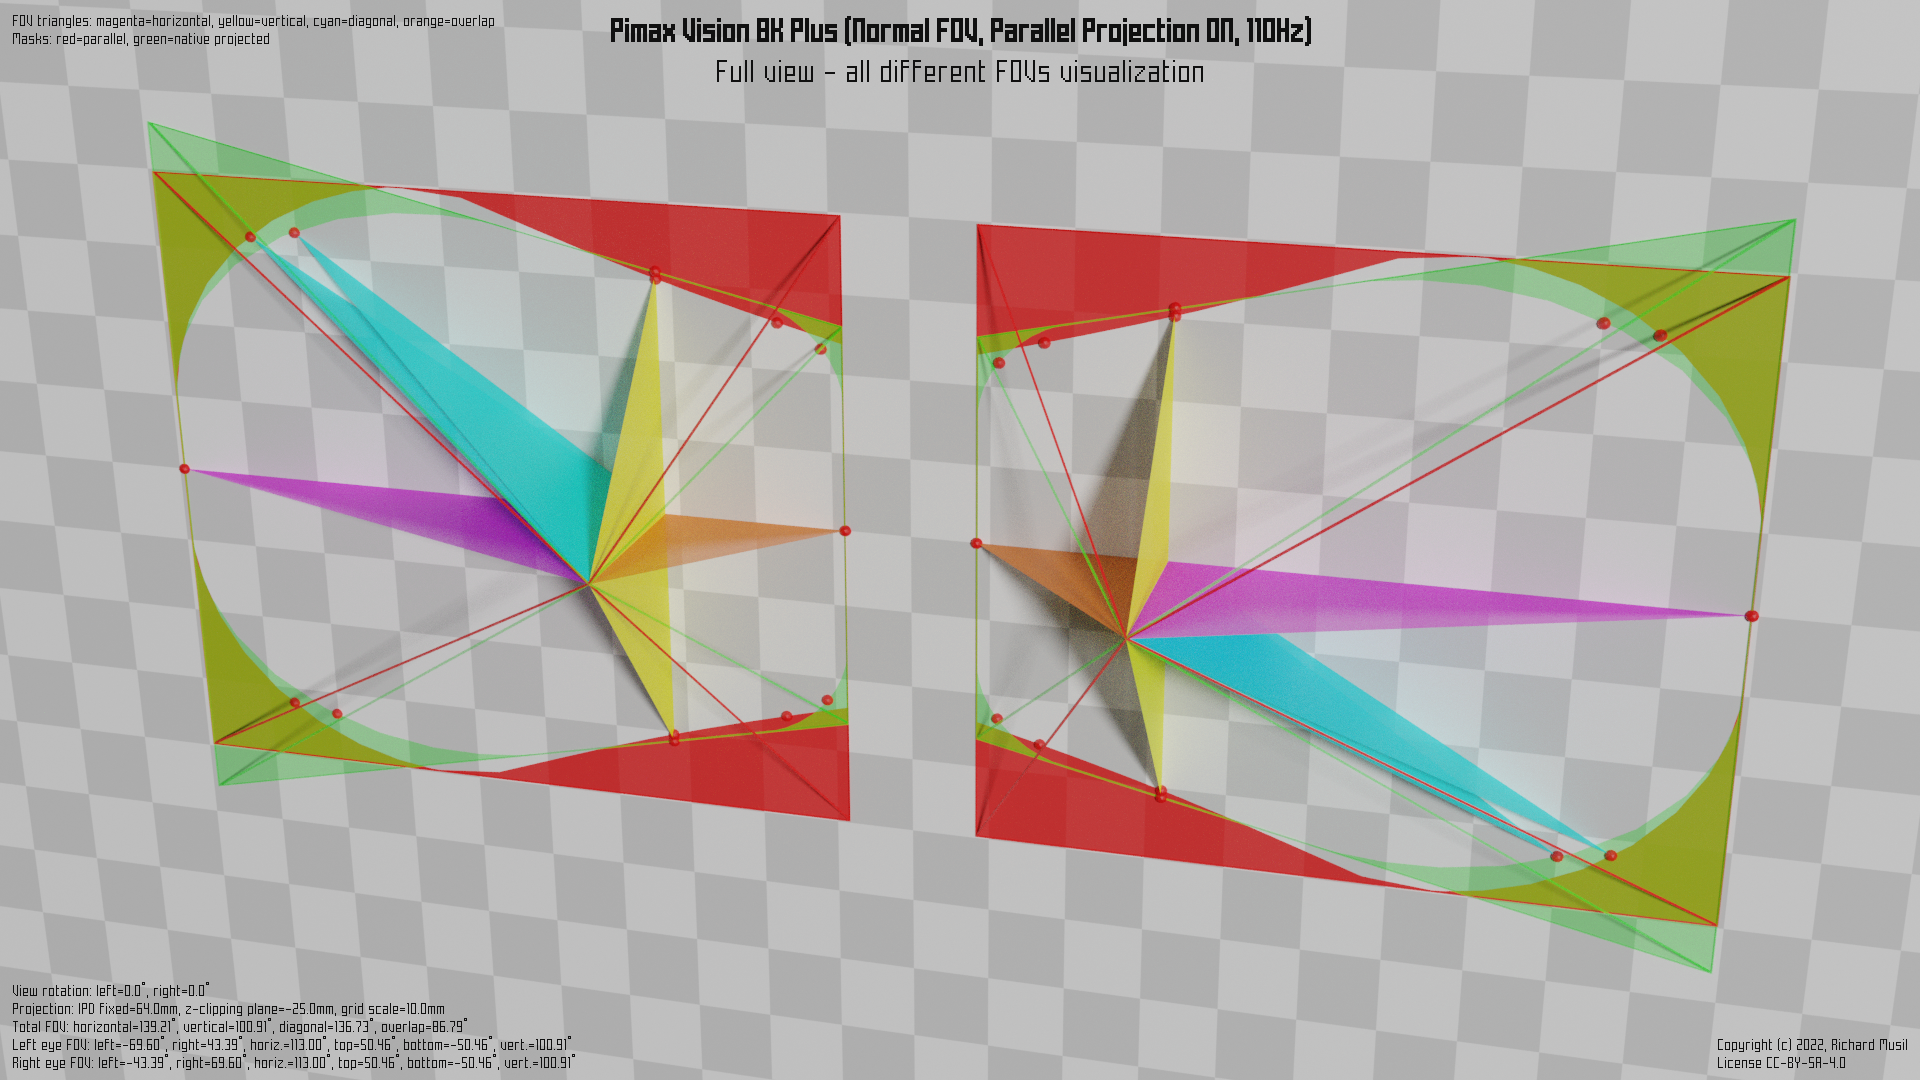 FOV triangles: magenta=horizontal, yellow=vertical, cyan=diagonal, orange=overlap
Masks: red=parallel, green=native projected
Pimax Vision 8K Plus (Normal FOV, Parallel Projection ON, 110Hz)
Full view - all different FOVs visualization
View rotation: left=0.0°, right=0.0°
Projection: IPD fixed=64.0mm, z-clipping plane=-25.0mm, grid scale=10.0mm
Total FOV: horizontal=139.21°, vertical=100.91°, diagonal=136.73°, overlap=86.79°
Left eye FOV: left=-69.60°, right=43.39°, horiz.=113.00°, top=50.46°, bottom=-50.46°, vert.=100.91°
Right eye FOV: left=-43.39°, right=69.60°, horiz.=113.00°, top=50.46°, bottom=-50.46°, vert.=100.91°
Copyright (c) 2022, Richard Musil
License CC-BY-SA-4.0